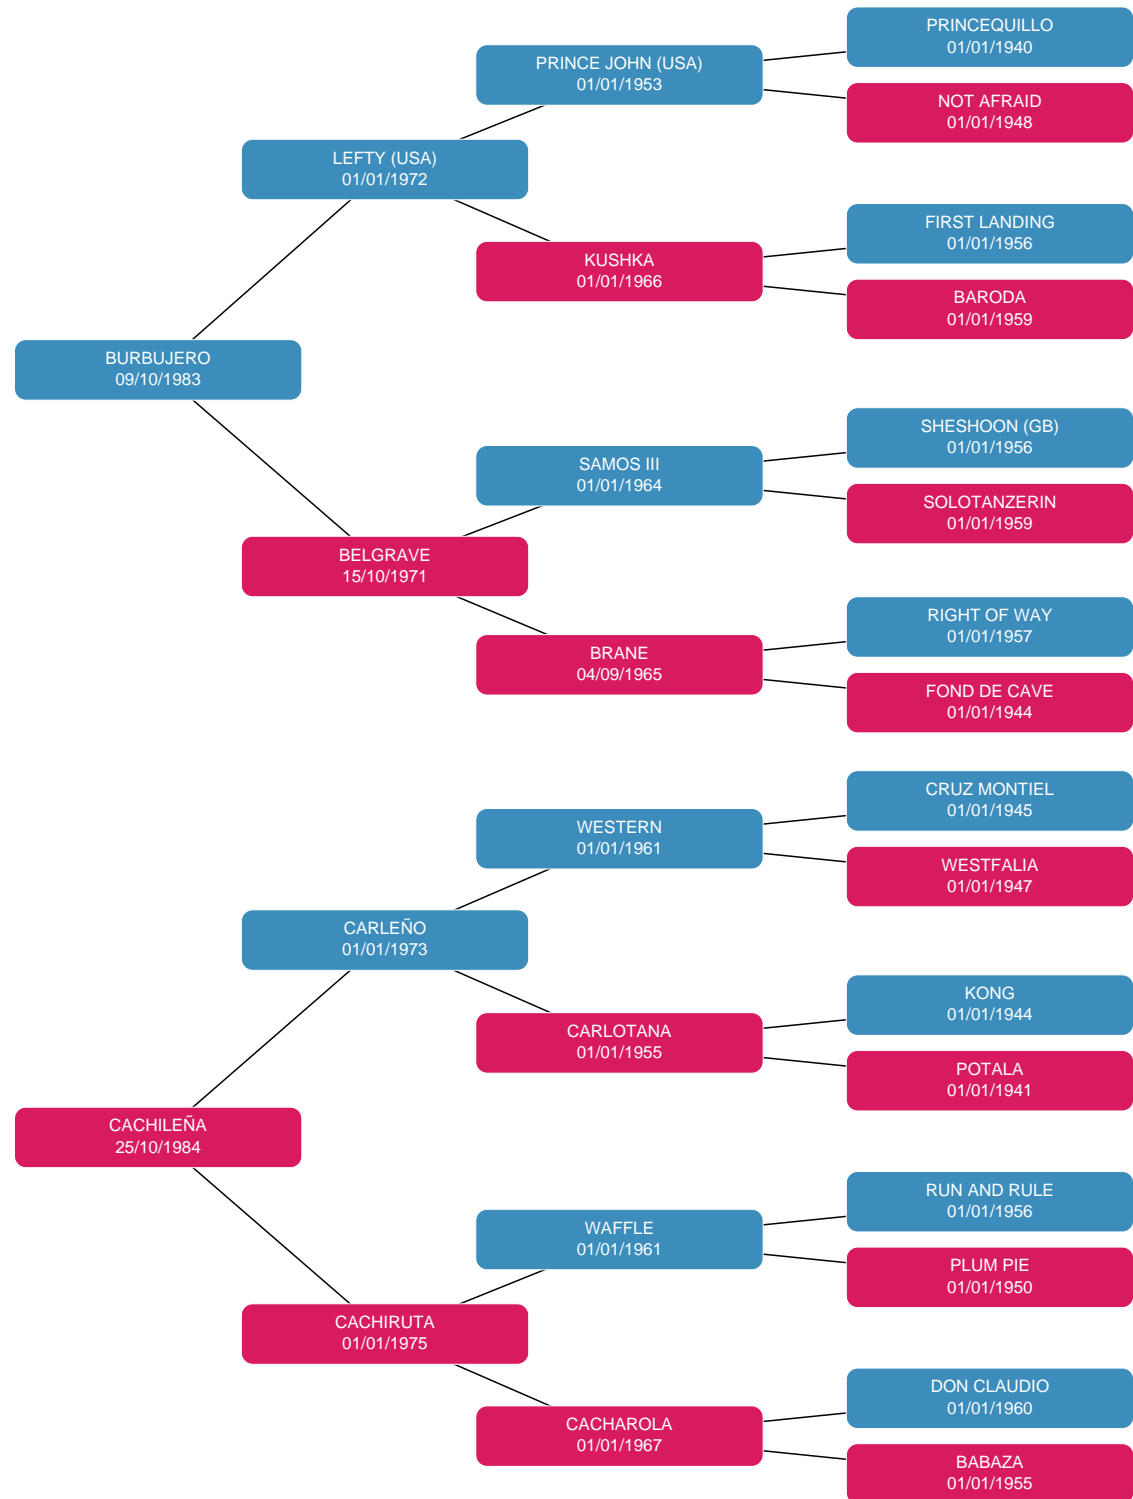 PRINCEQUILLO
01/01/1940
PRINCE JOHN (USA)
01/01/1953
NOT AFRAID
01/01/1948
LEFTY (USA)
01/01/1972
FIRST LANDING
01/01/1956
KUSHKA
01/01/1966
BARODA
01/01/1959
BURBUJERO
09/10/1983
SHESHOON (GB)
01/01/1956
SAMOS III
01/01/1964
SOLOTANZERIN
01/01/1959
BELGRAVE
15/10/1971
RIGHT OF WAY
01/01/1957
BRANE
04/09/1965
FOND DE CAVE
01/01/1944
CRUZ MONTIEL
01/01/1945
WESTERN
01/01/1961
WESTFALIA
01/01/1947
CARLEÑO
01/01/1973
KONG
01/01/1944
CARLOTANA
01/01/1955
POTALA
01/01/1941
CACHILEÑA
25/10/1984
RUN AND RULE
01/01/1956
WAFFLE
01/01/1961
PLUM PIE
01/01/1950
CACHIRUTA
01/01/1975
DON CLAUDIO
01/01/1960
CACHAROLA
01/01/1967
BABAZA
01/01/1955